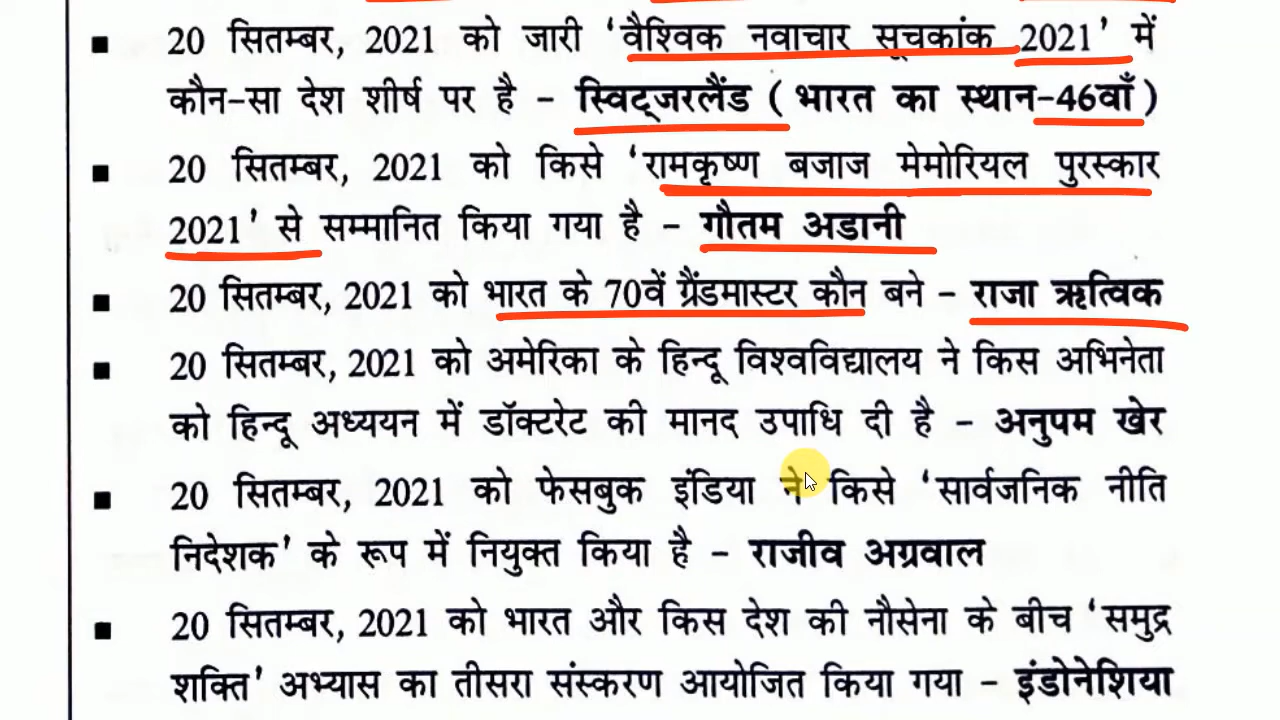 ■ 20 सितम्बर, 2021 को जारी ‘वैश्विक नवाचार सूचकांक 2021’ में
कौन-सा देश शीर्ष पर है – स्विट्जरलैंड (भारत का स्थान-46वाँ)
■ 20 सितम्बर, 2021 को किसे ‘रामकृष्ण बजाज मेमोरियल पुरस्कार
2021’ से सम्मानित किया गया है – गौतम अडानी
■ 20 सितम्बर, 2021 को भारत के 70वें ग्रैंडमास्टर कौन बने – राजा ऋत्विक
■ 20 सितम्बर, 2021 को अमेरिका के हिन्दू विश्वविद्यालय ने किस अभिनेता
को हिन्दू अध्ययन में डॉक्टरेट की मानद उपाधि दी है – अनुपम खेर
■ 20 सितम्बर, 2021 को फेसबुक इंडिया ने किसे ‘सार्वजनिक नीति
निदेशक’ के रूप में नियुक्त किया है – राजीव अग्रवाल
■ 20 सितम्बर, 2021 को भारत और किस देश की नौसेना के बीच ‘समुद्र
शक्ति’ अभ्यास का तीसरा संस्करण आयोजित किया गया – इंडोनेशिया